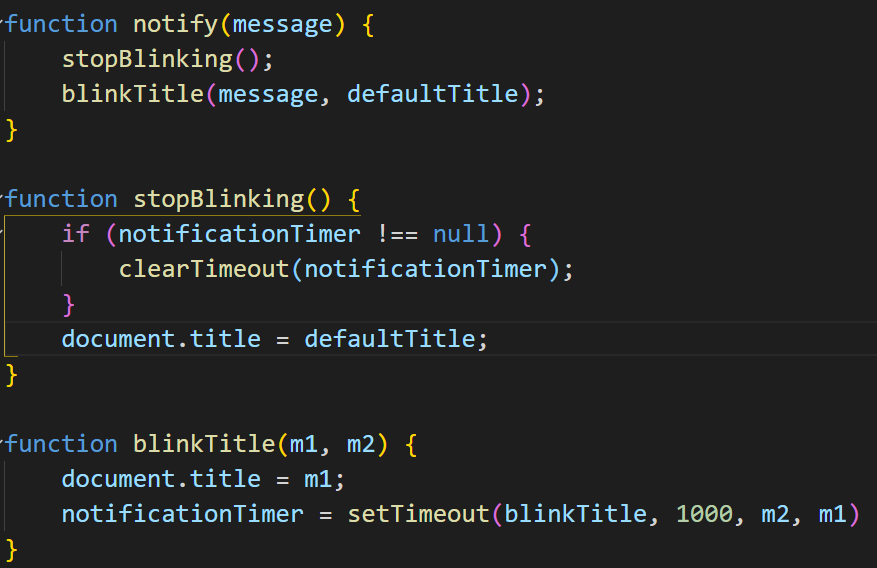 function notify(message) {
    stopBlinking();
    blinkTitle(message, defaultTitle);
}

function stopBlinking() {
    if (notificationTimer !== null) {
        clearTimeout(notificationTimer);
    }
    document.title = defaultTitle;
}

function blinkTitle(m1, m2) {
    document.title = m1;
    notificationTimer = setTimeout(blinkTitle, 1000, m2, m1)
}